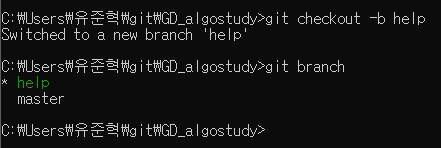 C:₩Users₩유준혁₩git₩GD_algostudy>git checkout -b help
Switched to a new branch 'help'
C:₩Users₩유준혁₩git₩GD_algostudy>git branch
* help
master
C:₩Users₩유준혁₩git₩GD_algostudy>